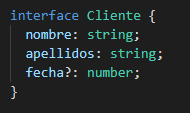 interface Cliente {
  nombre: string;
  apellidos: string;
  fecha?: number;
}